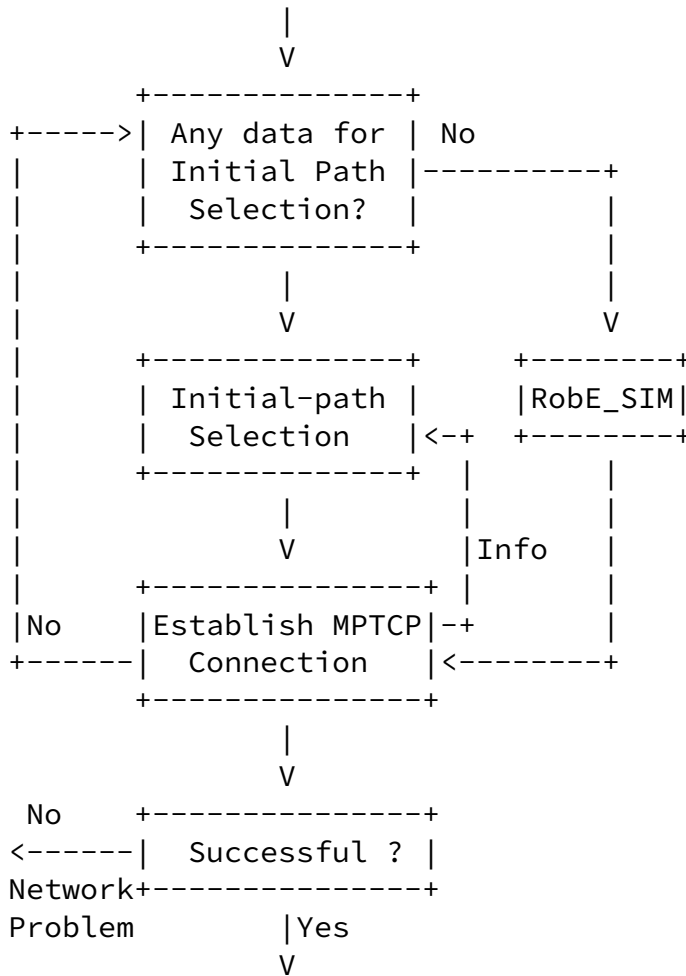 Any data for No
Initial Path
Selection?
Initial-path RobE_SIM
Selection
Info
No Establish MPTCP
Connection
No
Successful ?
Network
Problem Yes